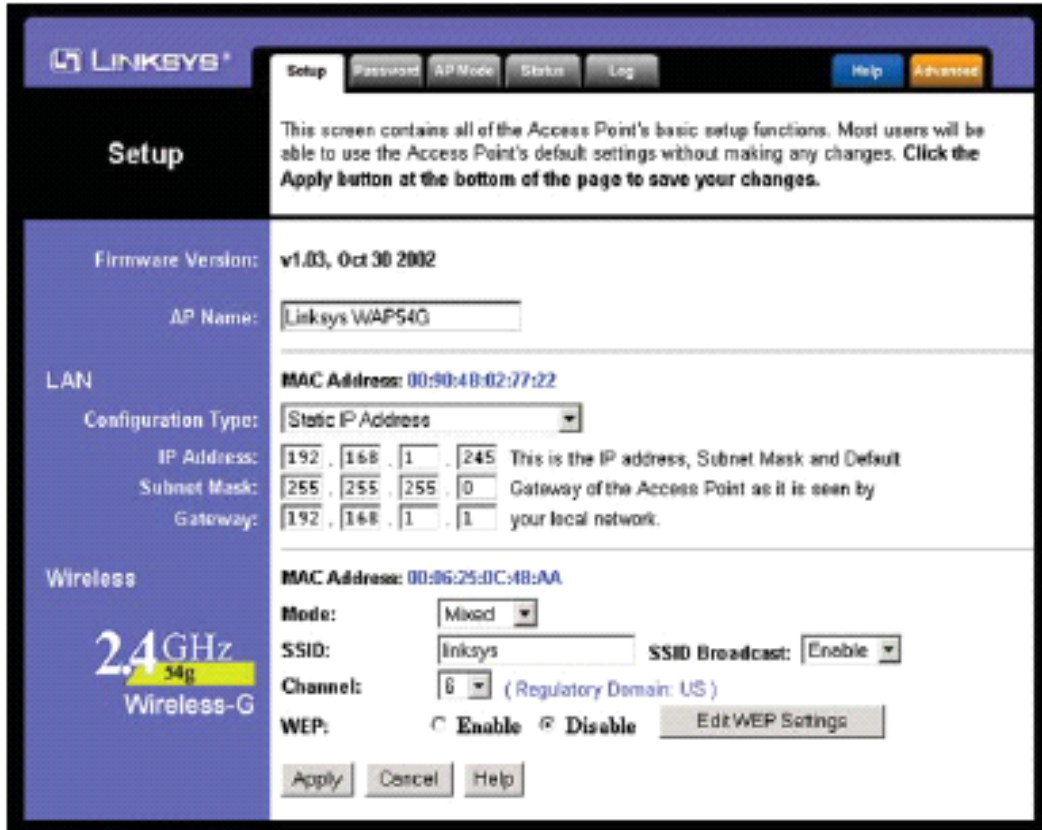 LINKSYS®
Setup Password AP Mode Status Log Help Advanced
Setup
This screen contains all of the Access Point's basic setup functions. Most users will be
able to use the Access Point's default settings without making any changes. Click the
Apply button at the bottom of the page to save your changes.
Firmware Version: v1.03, Oct 30 2002
AP Name: Linksys WAP54G
LAN
MAC Address: 00:90:4B:02:77:22
Configuration Type: Static IP Address
IP Address: 192 . 168 . 1 . 245 This is the IP address, Subnet Mask and Default
Subnet Mask: 255 . 255 . 255 . 0 Gateway of the Access Point as it is seen by
Gateway: 192 . 168 . 1 . 1 your local network.
Wireless
MAC Address: 00:06:25:0C:48:AA
Mode: Mixed
SSID: linksys SSID Broadcast: Enable
Channel: 6 ( Regulatory Domain: US )
WEP: Enable Disable Edit WEP Settings
2.4 GHz
54g
Wireless-G
Apply Cancel Help